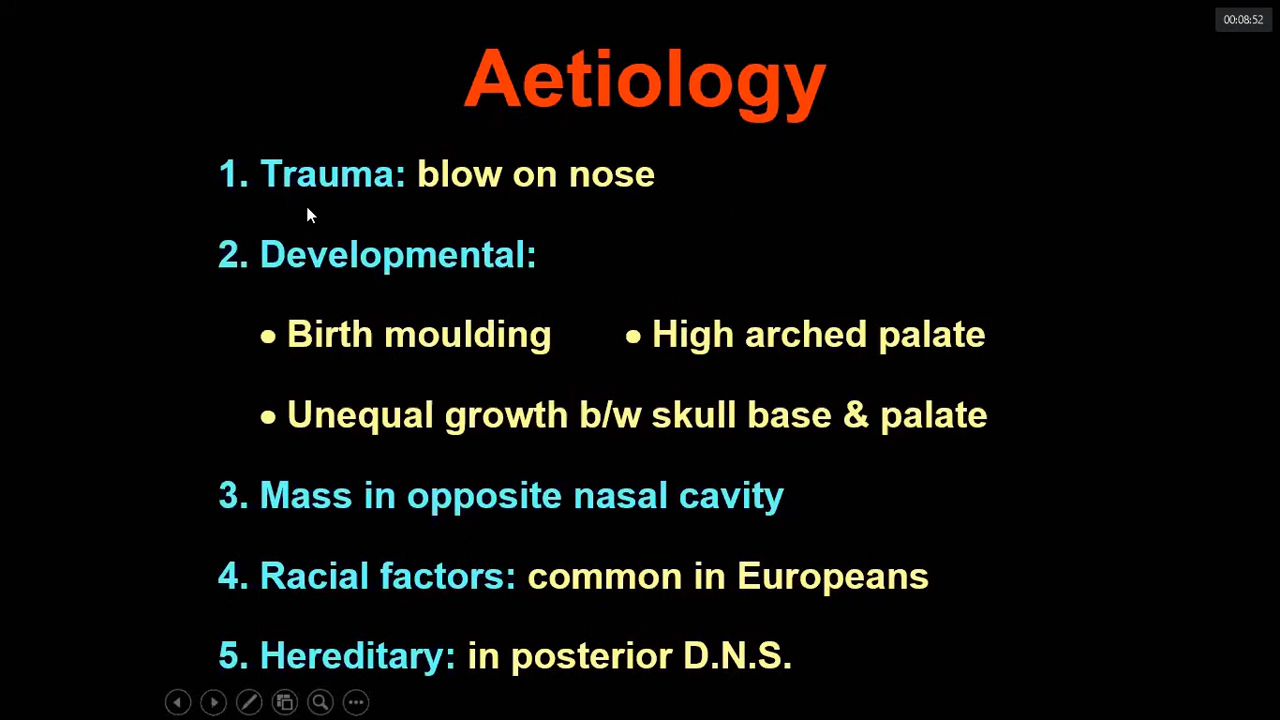 00:08:52
Aetiology
1. Trauma: blow on nose
2. Developmental:
● Birth moulding ● High arched palate
● Unequal growth b/w skull base & palate
3. Mass in opposite nasal cavity
4. Racial factors: common in Europeans
5. Hereditary: in posterior D.N.S.